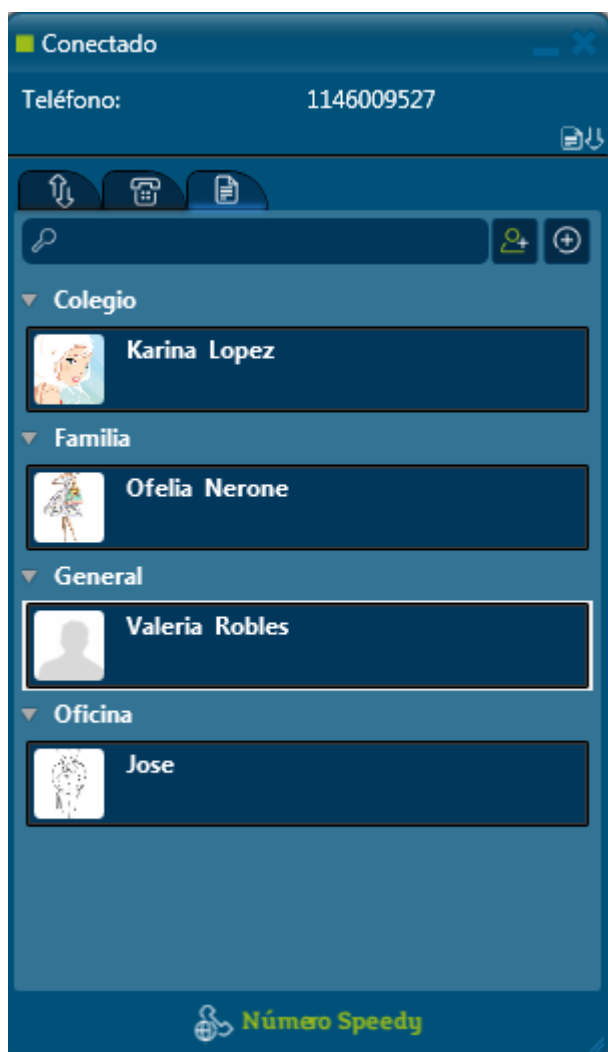 Conectado
Teléfono: 1146009527
Colegio
Karina Lopez
Familia
Ofelia Nerone
General
Valeria Robles
Oficina
Jose
Número Speedy